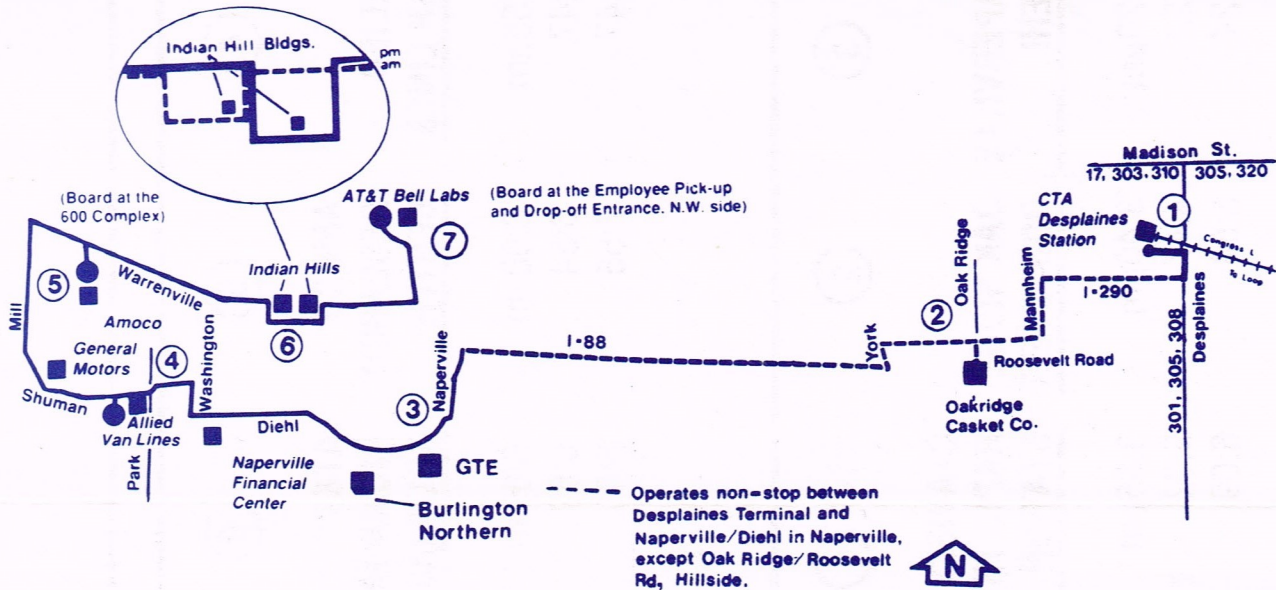 Indian Hill Bldgs.
pm
am
(Board at the
600 Complex)
AT&T Bell Labs
(Board at the Employee Pick-up
and Drop-off Entrance. N.W. side)
7
Madison St.
17, 303, 310
305, 320
CTA
Desplaines
Station
1
Congress L
To Loop
I-290
Mannheim
Oak Ridge
2
York
Roosevelt Road
Oakridge
Casket Co.
301, 305, 308
Desplaines
Mill
5
Warrenville
Amoco
General
Motors
4
Washington
Indian Hills
6
I-88
Naperville
3
Shuman
Allied
Van Lines
Park
Diehl
Naperville
Financial
Center
GTE
Burlington
Northern
Operates non-stop between
Desplaines Terminal and
Naperville/Diehl in Naperville,
except Oak Ridge/Roosevelt
Rd, Hillside.
N